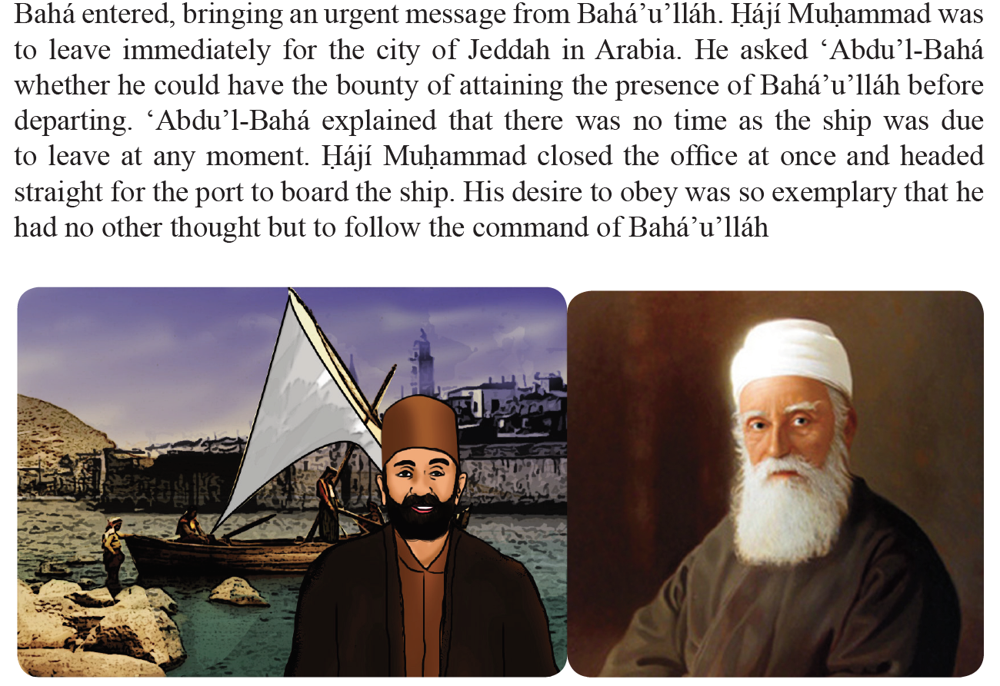 Bahá entered, bringing an urgent message from Bahá’u’lláh. Ḥájí Muḥammad was
to leave immediately for the city of Jeddah in Arabia. He asked ‘Abdu’l-Bahá
whether he could have the bounty of attaining the presence of Bahá’u’lláh before
departing. ‘Abdu’l-Bahá explained that there was no time as the ship was due
to leave at any moment. Ḥájí Muḥammad closed the office at once and headed
straight for the port to board the ship. His desire to obey was so exemplary that he
had no other thought but to follow the command of Bahá’u’lláh